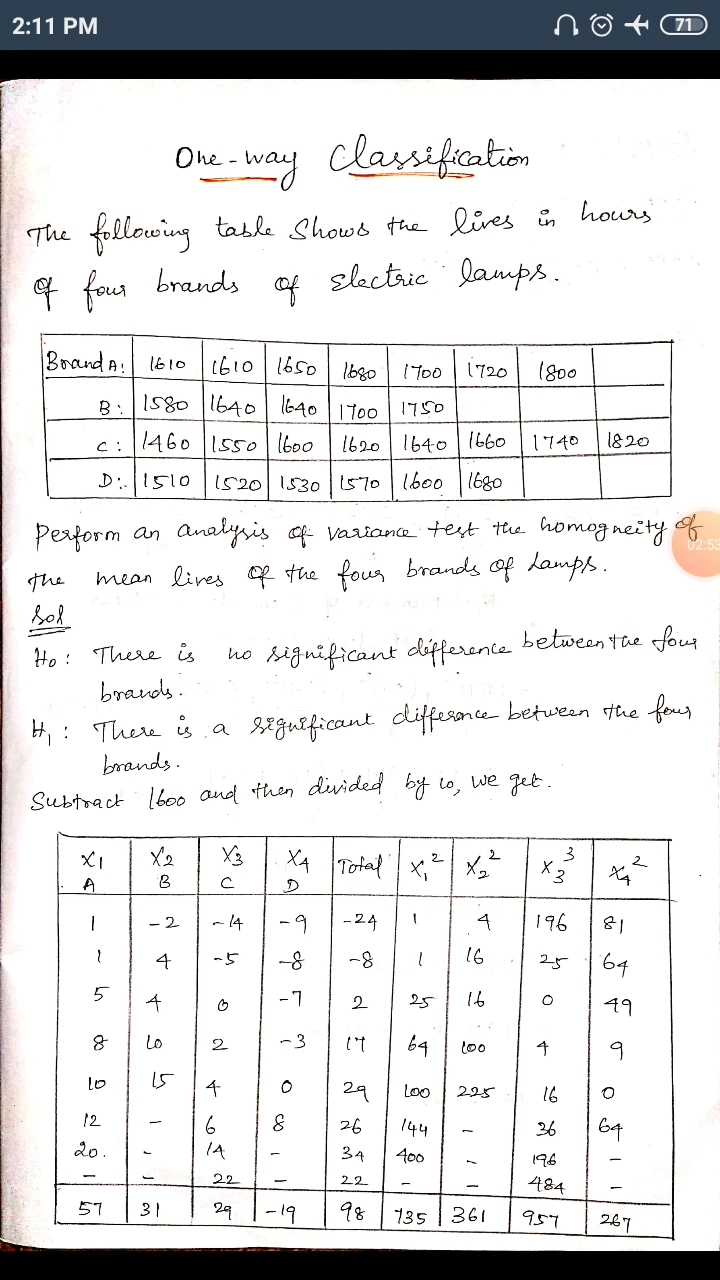 2:11 PM 71
One-way Classification
The following table shows the lives in hours
of four brands of Electric lamps.
Brand A: 1610 1610 1650 1680 1700 1720 1800
B: 1580 1640 1640 1700 1750
C: 1460 1550 1600 1620 1640 1660 1740 1820
D: 1510 1520 1530 1570 1600 1680
Perform an analysis of variance test the homogneity of
02:53
the mean lives of the four brands of Lamps.
Sol
H0: There is no significant difference between the four
brands.
H1: There is a significant difference between the four
brands.
Subtract 1600 and then divided by 10, we get.
X1 X2 X3 X4 Total X1² X2² X3³ X4²
A B C D
1 -2 -14 -9 -24 1 4 196 81
1 4 -5 -8 -8 1 16 25 64
5 4 0 -7 2 25 16 0 49
8 10 2 -3 17 64 100 4 9
10 15 4 0 29 100 225 16 0
12 - 6 8 26 144 - 36 64
20. - 14 - 34 400 - 196 -
- - 22 - 22 - - 484 -
57 31 29 -19 98 735 361 957 267